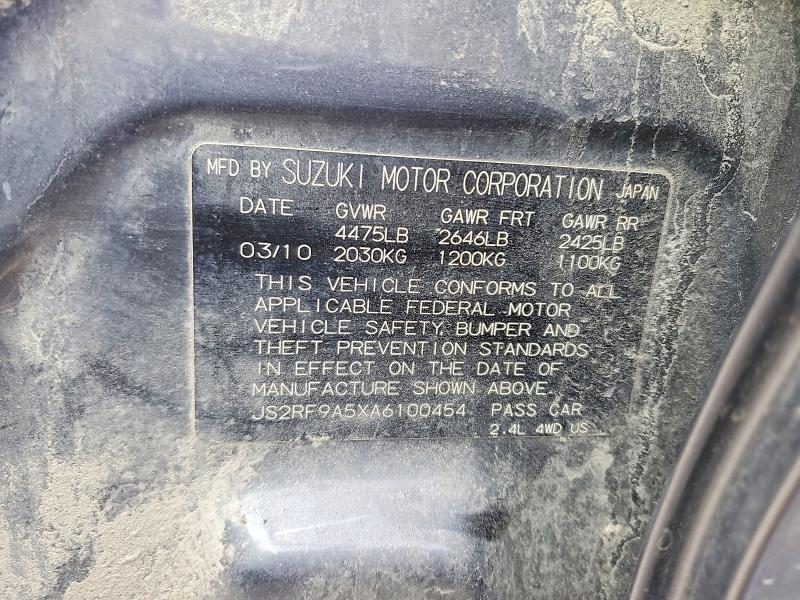 MFD BY SUZUKI MOTOR CORPORATION JAPAN
DATE GVWR GAWR FRT GAWR RR
4475LB 2646LB 2425LB
03/10 2030KG 1200KG 1100KG
THIS VEHICLE CONFORMS TO ALL
APPLICABLE FEDERAL MOTOR
VEHICLE SAFETY, BUMPER AND
THEFT PREVENTION STANDARDS
IN EFFECT ON THE DATE OF
MANUFACTURE SHOWN ABOVE.
JS2RF9A5XA6100454 PASS CAR
2.4L 4WD US